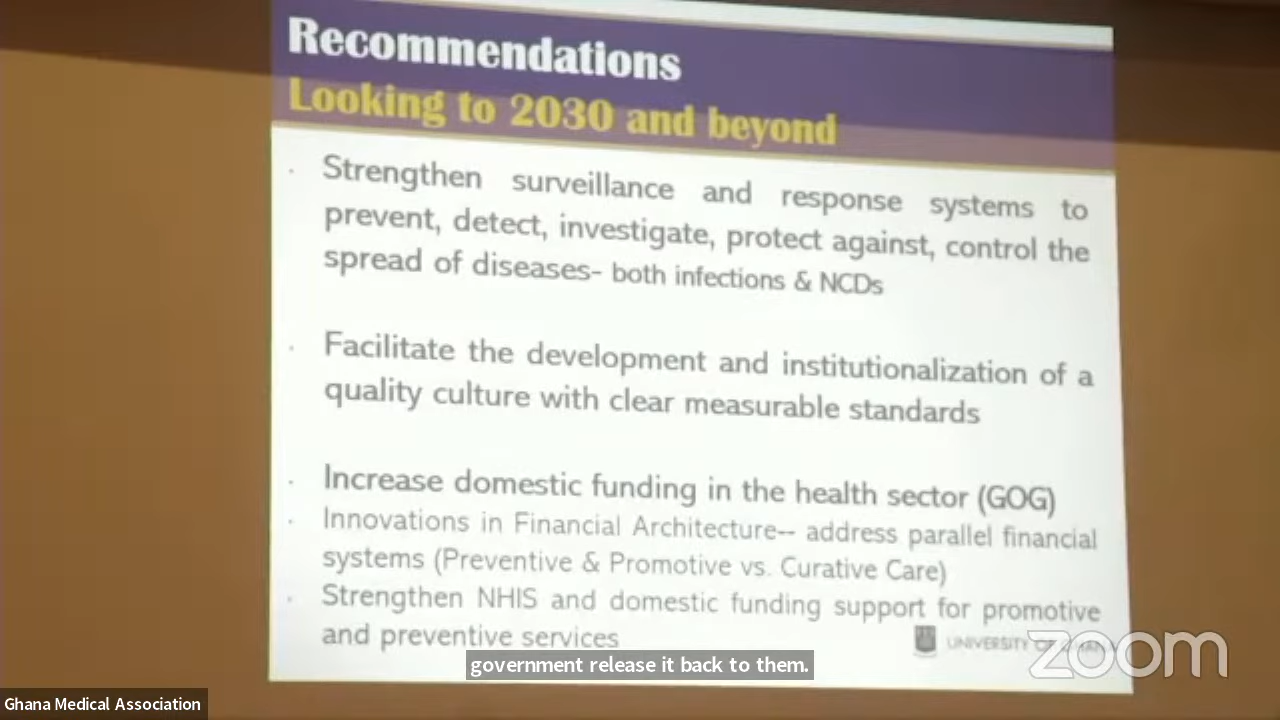 Recommendations
Looking to 2030 and beyond
Strengthen surveillance and response systems to
prevent, detect, investigate, protect against, control the
spread of diseases- both infections & NCDs
Facilitate the development and institutionalization of a
quality culture with clear measurable standards
Increase domestic funding in the health sector (GOG)
Innovations in Financial Architecture-- address parallel financial
systems (Preventive & Promotive vs. Curative Care)
Strengthen NHIS and domestic funding support for promotive
and preventive services
UNIVERSITY
government release it back to them.
zoom
Ghana Medical Association